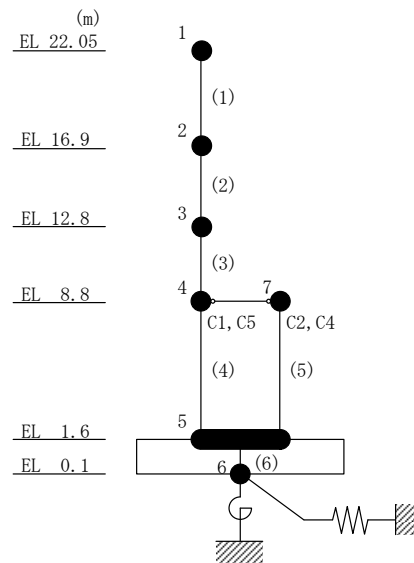 (m)
1
EL 22.05
(1)
2
EL 16.9
(2)
3
EL 12.8
(3)
4 7
EL 8.8
C1,C5 C2,C4
(4) (5)
5
EL 1.6
6 (6)
EL 0.1